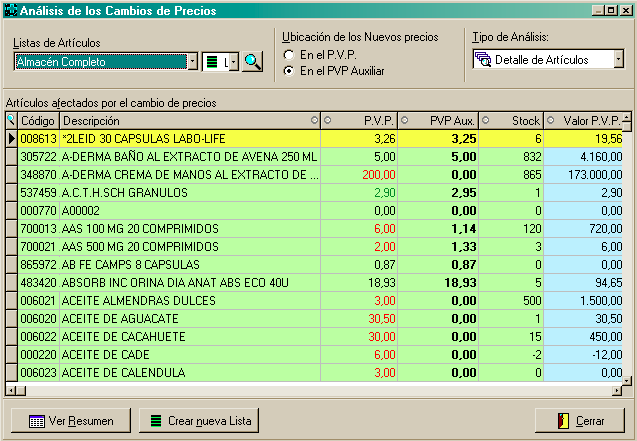 Análisis de los Cambios de Precios
Listas de Artículos
Almacén Completo
L
Ubicación de los Nuevos precios
En el P.V.P.
En el PVP Auxiliar
Tipo de Análisis:
Detalle de Artículos
Artículos afectados por el cambio de precios
Código Descripción P.V.P. PVP Aux. Stock Valor P.V.P.
008613 *2LEID 30 CAPSULAS LABO-LIFE 3,26 3,25 6 19,56
305722 A-DERMA BAÑO AL EXTRACTO DE AVENA 250 ML 5,00 5,00 832 4.160,00
348870 A-DERMA CREMA DE MANOS AL EXTRACTO DE ... 200,00 0,00 865 173.000,00
537459 A.C.T.H.SCH GRANULOS 2,90 2,95 1 2,90
000770 A00002 0,00 0,00 0 0,00
700013 AAS 100 MG 20 COMPRIMIDOS 6,00 1,14 120 720,00
700021 AAS 500 MG 20 COMPRIMIDOS 2,00 1,33 3 6,00
865972 AB FE CAMPS 8 CAPSULAS 0,87 0,87 0 0,00
483420 ABSORB INC ORINA DIA ANAT ABS ECO 40U 18,93 18,93 5 94,65
006021 ACEITE ALMENDRAS DULCES 3,00 0,00 500 1.500,00
006020 ACEITE DE AGUACATE 30,50 0,00 1 30,50
006022 ACEITE DE CACAHUETE 30,00 0,00 15 450,00
000220 ACEITE DE CADE 6,00 0,00 -2 -12,00
006023 ACEITE DE CALENDULA 3,00 0,00 0 0,00
Ver Resumen
Crear nueva Lista
Cerrar